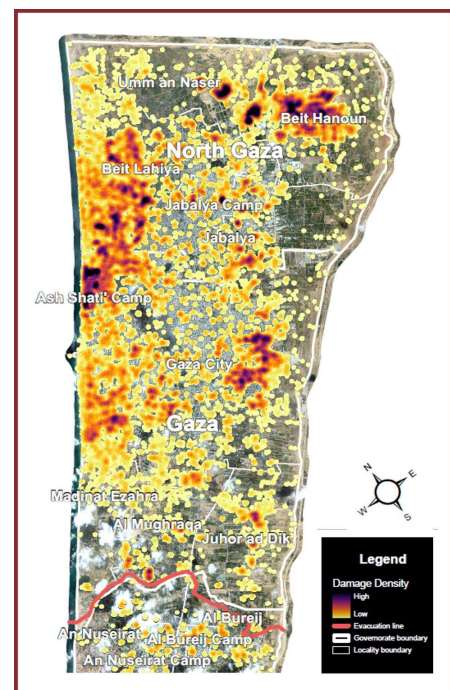 Umm an Naser
Beit Hanoun
North Gaza
Beit Lahiya
Jabalya Camp
Jabalya
Ash Shati' Camp
Gaza City
Gaza
Madinat Ezahra
Al Mughraqa
Juhor ad Dik
Al Bureij
An Nuseirat
Al Bureij Camp
An Nuseirat Camp
N
E
W
S
Legend
Damage Density
High
Low
Evacuation line
Governorate boundary
Locality boundary